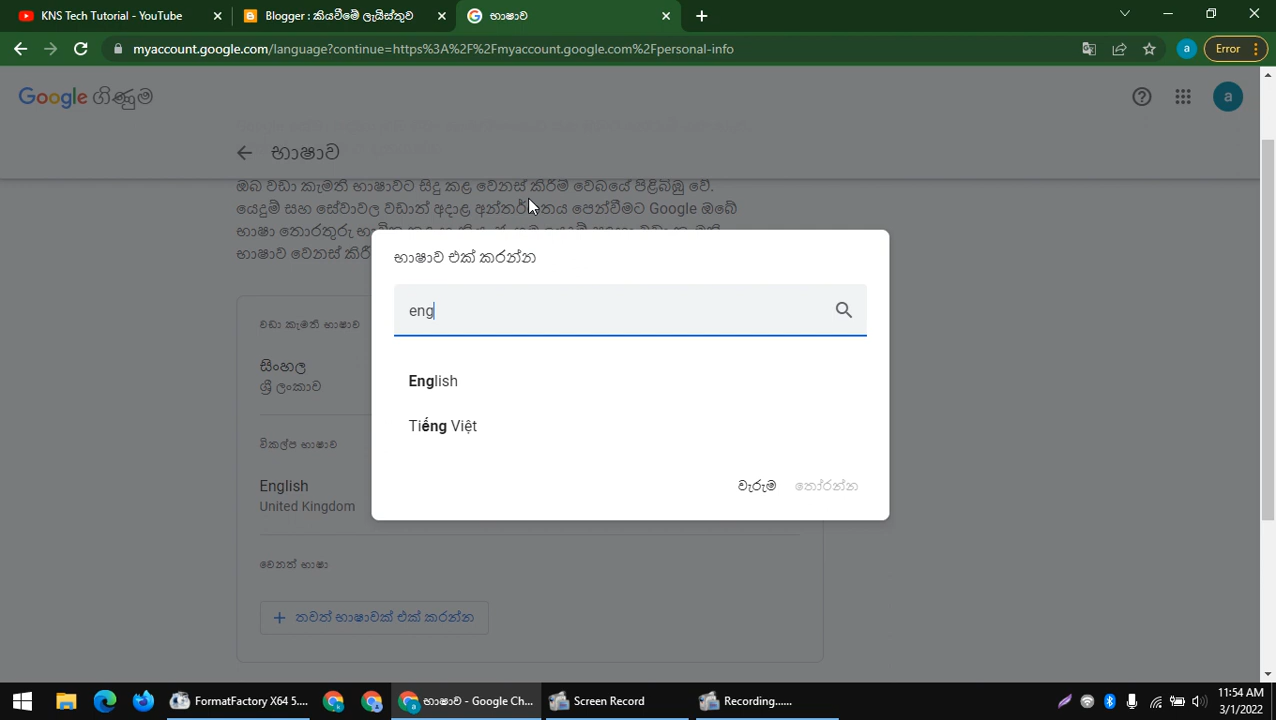 KNS Tech Tutorial - YouTube
Blogger : කියවීමේ ලැයිස්තුව
භාෂාව
myaccount.google.com/language?continue=https%3A%2F%2Fmyaccount.google.com%2Fpersonal-info
a
Error
Google ගිණුම
a
භාෂාව
ඔබ වඩා කැමති භාෂාවට සිදු කළ වෙනස් කිරීම් වෙබයේ පිළිබිඹු වේ.
යෙදුම් සහ සේවාවල වඩාත් අදාළ අන්තර්ගතය පෙන්වීමට Google ඔබේ
භාෂා තොරතුරු
භාෂාව වෙනස් කිරී
භාෂාව එක් කරන්න
eng
English
Tiếng Việt
වැරුම
තෝරන්න
වඩා කැමති භාෂාව
සිංහල
ශ්‍රී ලංකාව
විකල්ප භාෂාව
English
United Kingdom
වෙනත් භාෂා
තවත් භාෂාවක් එක් කරන්න
FormatFactory X64 5....
භාෂාව - Google Ch...
Screen Record
Recording......
11:54 AM
3/1/2022